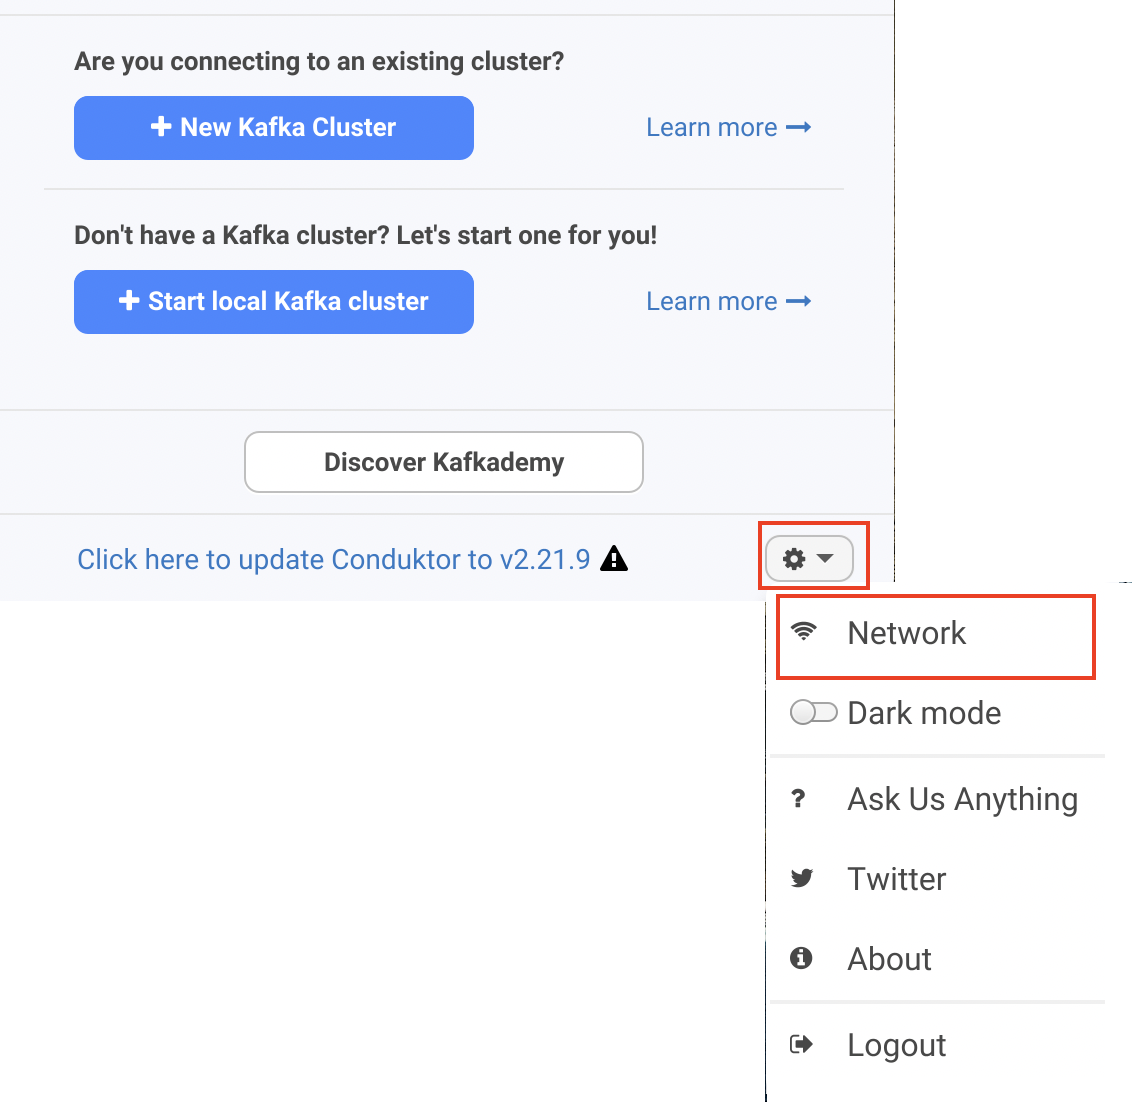 Are you connecting to an existing cluster?
New Kafka Cluster
Learn more
Don't have a Kafka cluster? Let's start one for you!
Start local Kafka cluster
Learn more
Discover Kafkademy
Click here to update Conduktor to v2.21.9
Network
Dark mode
Ask Us Anything
Twitter
About
Logout